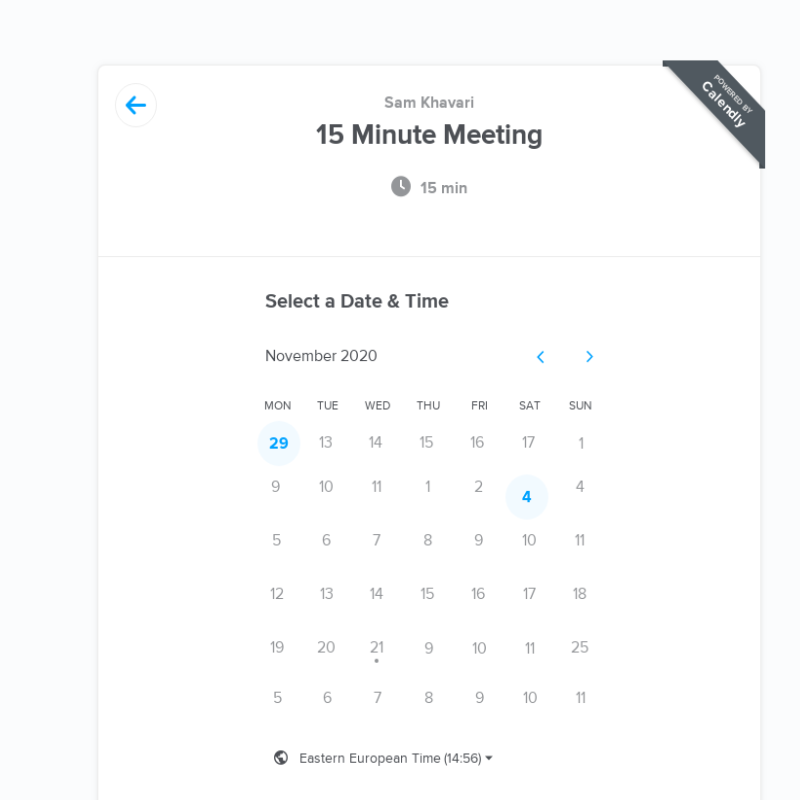 Sam Khavari
15 Minute Meeting
15 min
POWERED BY
Calendly
Select a Date & Time
November 2020
MON TUE WED THU FRI SAT SUN
29 13 14 15 16 17 1
9 10 11 1 2 4 4
5 6 7 8 9 10 11
12 13 14 15 16 17 18
19 20 21 9 10 11 25
5 6 7 8 9 10 11
Eastern European Time (14:56)